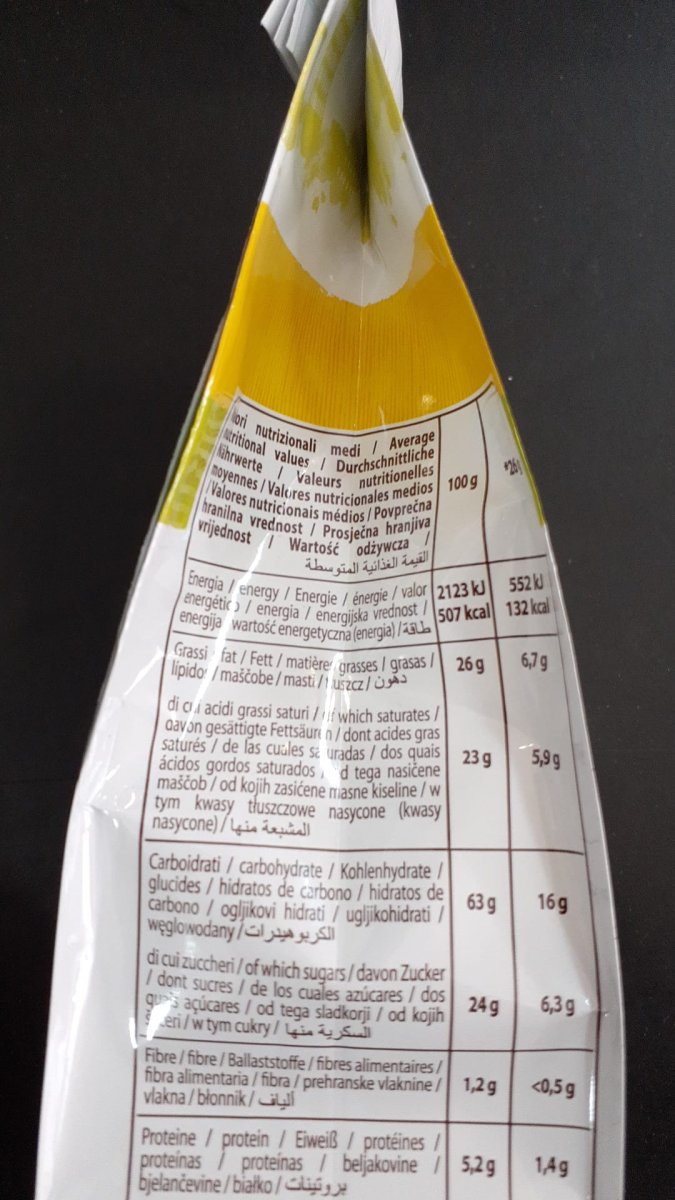 nutrizionali medi / Average
values / Durchschnittliche
/ Valeurs nutritionelles
moyennes / Valores nutricionales medios
/ Valores nutricionais médios / Povprečna
hranilna vrednost / Prosječna hranjiva
vrijednost / Wartość odżywcza /
القيمة الغذائية المتوسطة
100 g
Energia / energy / Energie / énergie / valor
energético / energia / energijska vrednost /
energija / wartość energetyczna (energia) / طاقة
2123 kJ 552 kJ
507 kcal 132 kcal
Grassi / fat / Fett / matières grasses / grasas /
lípidos / maščobe / masti / tłuszcz / دهون
26 g 6,7 g
di cui acidi grassi saturi / of which saturates /
davon gesättigte Fettsäuren / dont acides gras
saturés / de las cuales saturadas / dos quais
ácidos gordos saturados / od tega nasičene
maščob / od kojih zasićene masne kiseline / w
tym kwasy tłuszczowe nasycone (kwasy
nasycone) / المشبعة منها
23 g 5,9 g
Carboidrati / carbohydrate / Kohlenhydrate /
glucides / hidratos de carbono / hidratos de
carbono / ogljikovi hidrati / ugljikohidrati /
węglowodany / الكربوهيدرات
63 g 16 g
di cui zuccheri / of which sugars / davon Zucker
/ dont sucres / de los cuales azúcares / dos
quais açúcares / od tega sladkorji / od kojih
/ w tym cukry / السكرية منها
24 g 6,3 g
Fibre / fibre / Ballaststoffe / fibres alimentaires /
fibra alimentaria / fibra / prehranske vlaknine /
vlakna / błonnik / ألياف
1,2 g <0,5 g
Proteine / protein / Eiweiß / protéines /
proteínas / proteínas / beljakovine /
bjelančevine / białko / بروتينات
5,2 g 1,4 g